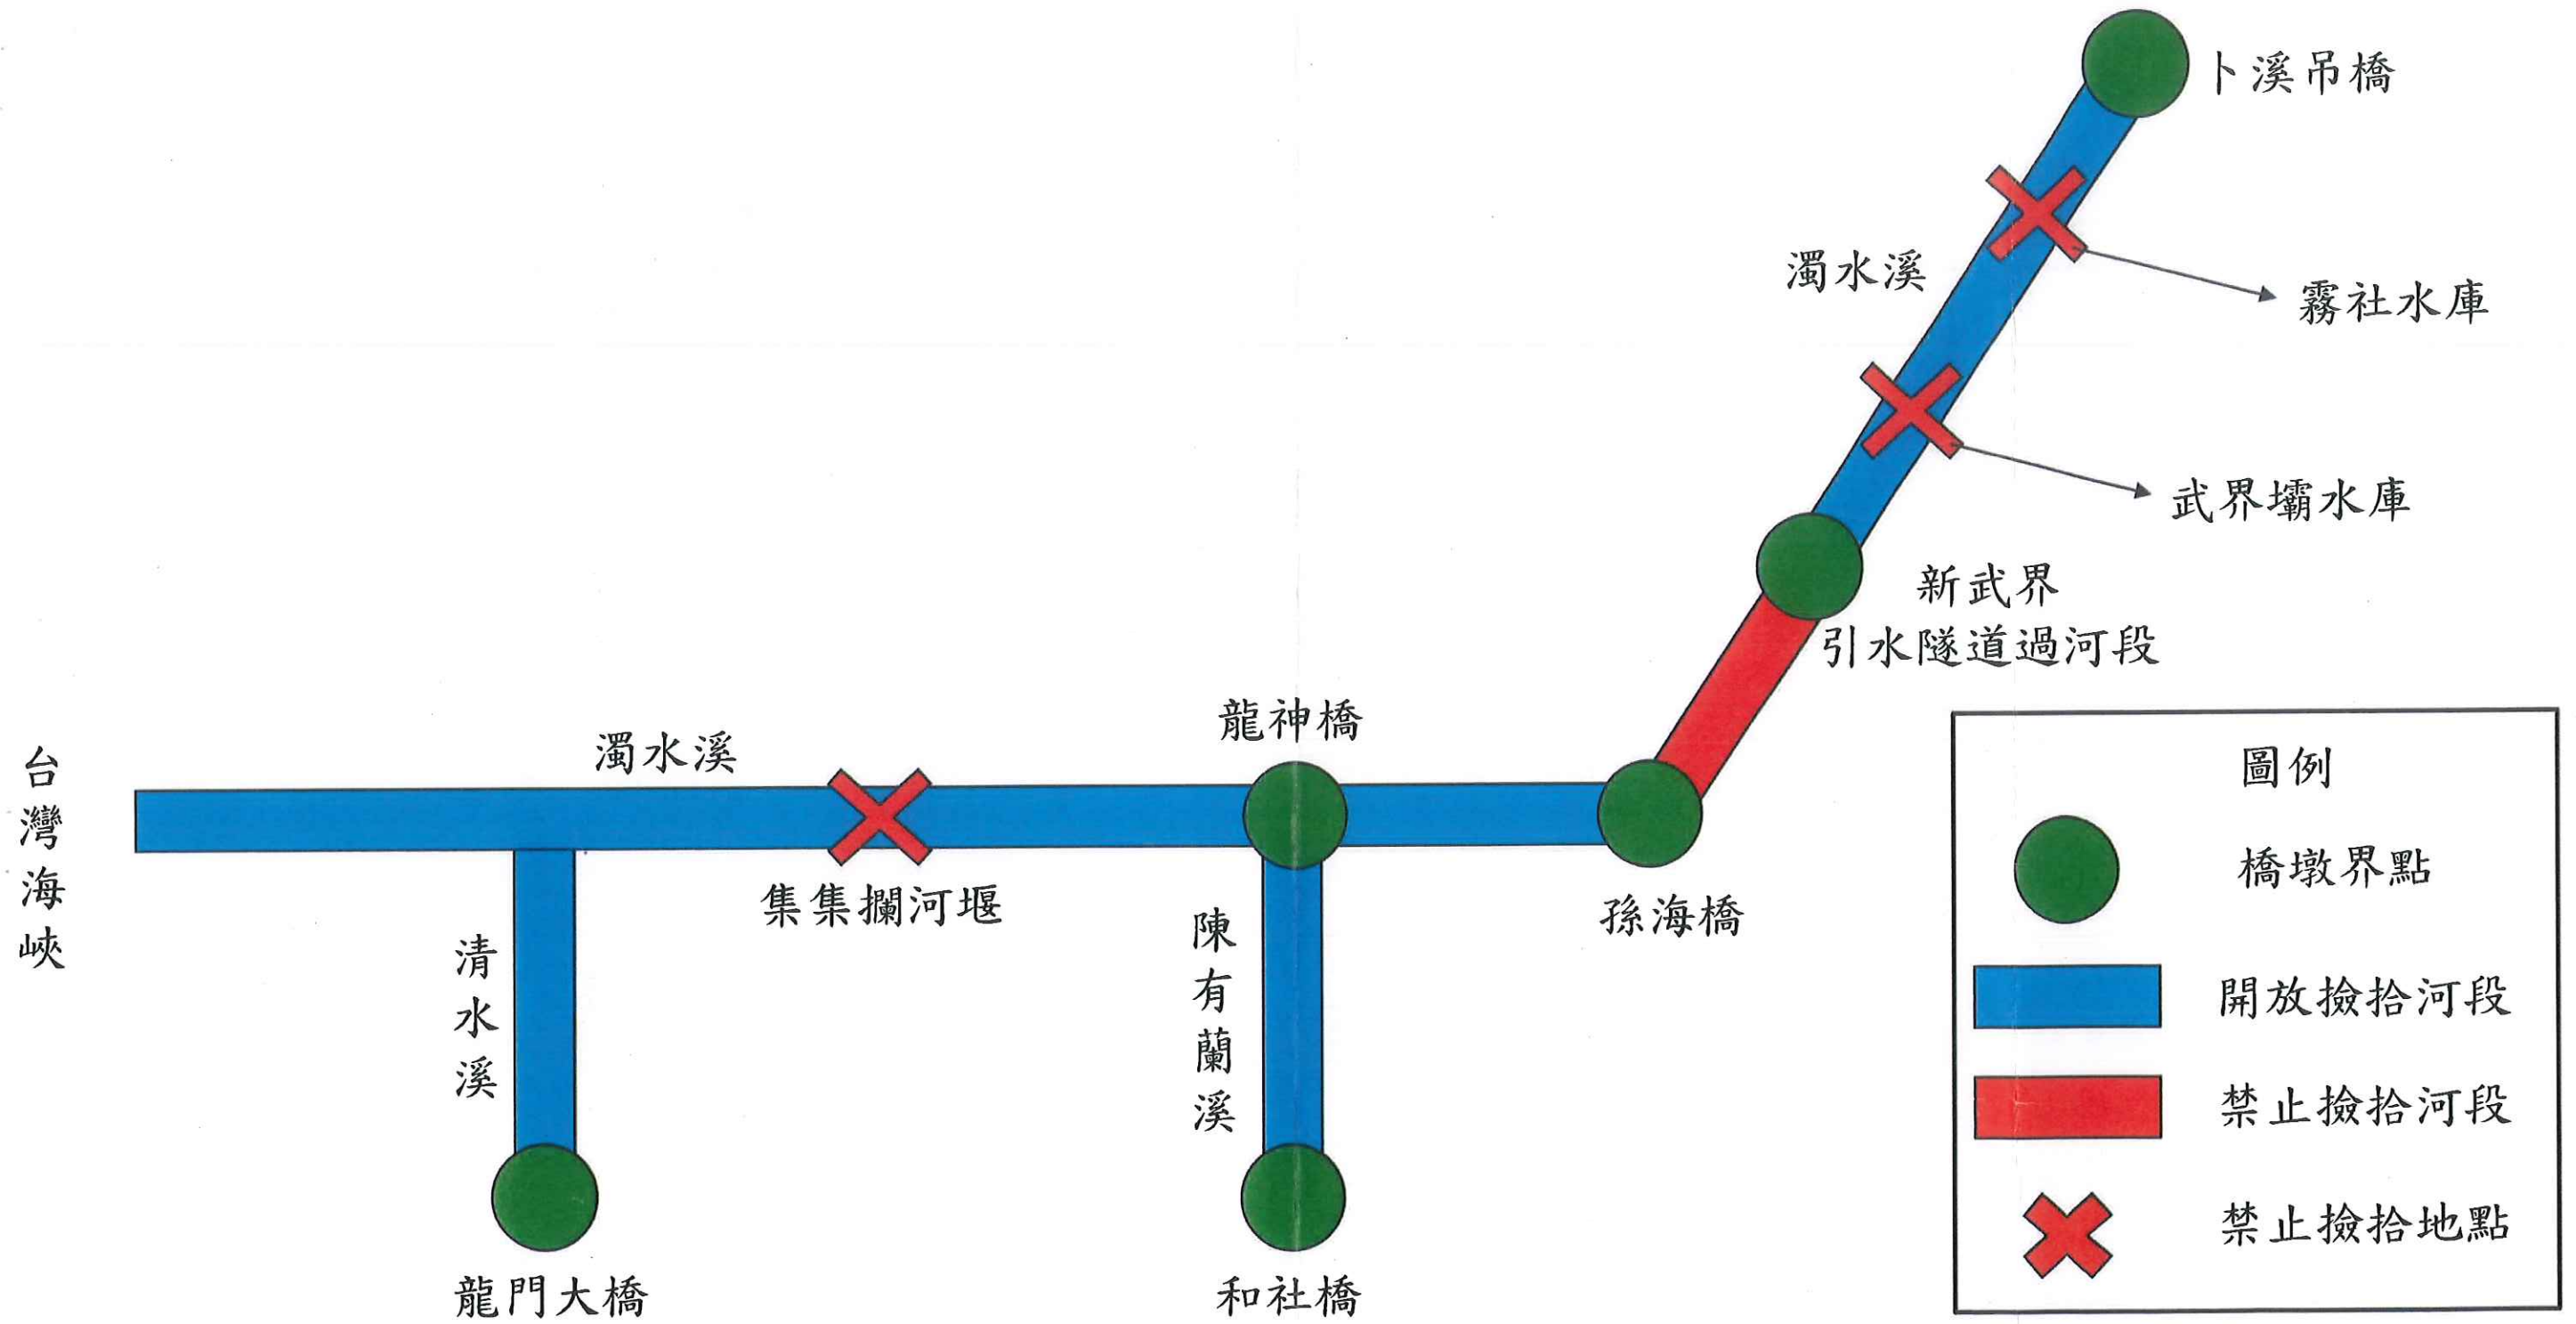 卜溪吊橋
濁水溪
霧社水庫
武界壩水庫
新武界
引水隧道過河段
龍神橋
濁水溪
台灣海峽
集集攔河堰
孫海橋
清水溪
陳有蘭溪
龍門大橋
和社橋
圖例
橋墩界點
開放撿拾河段
禁止撿拾河段
禁止撿拾地點